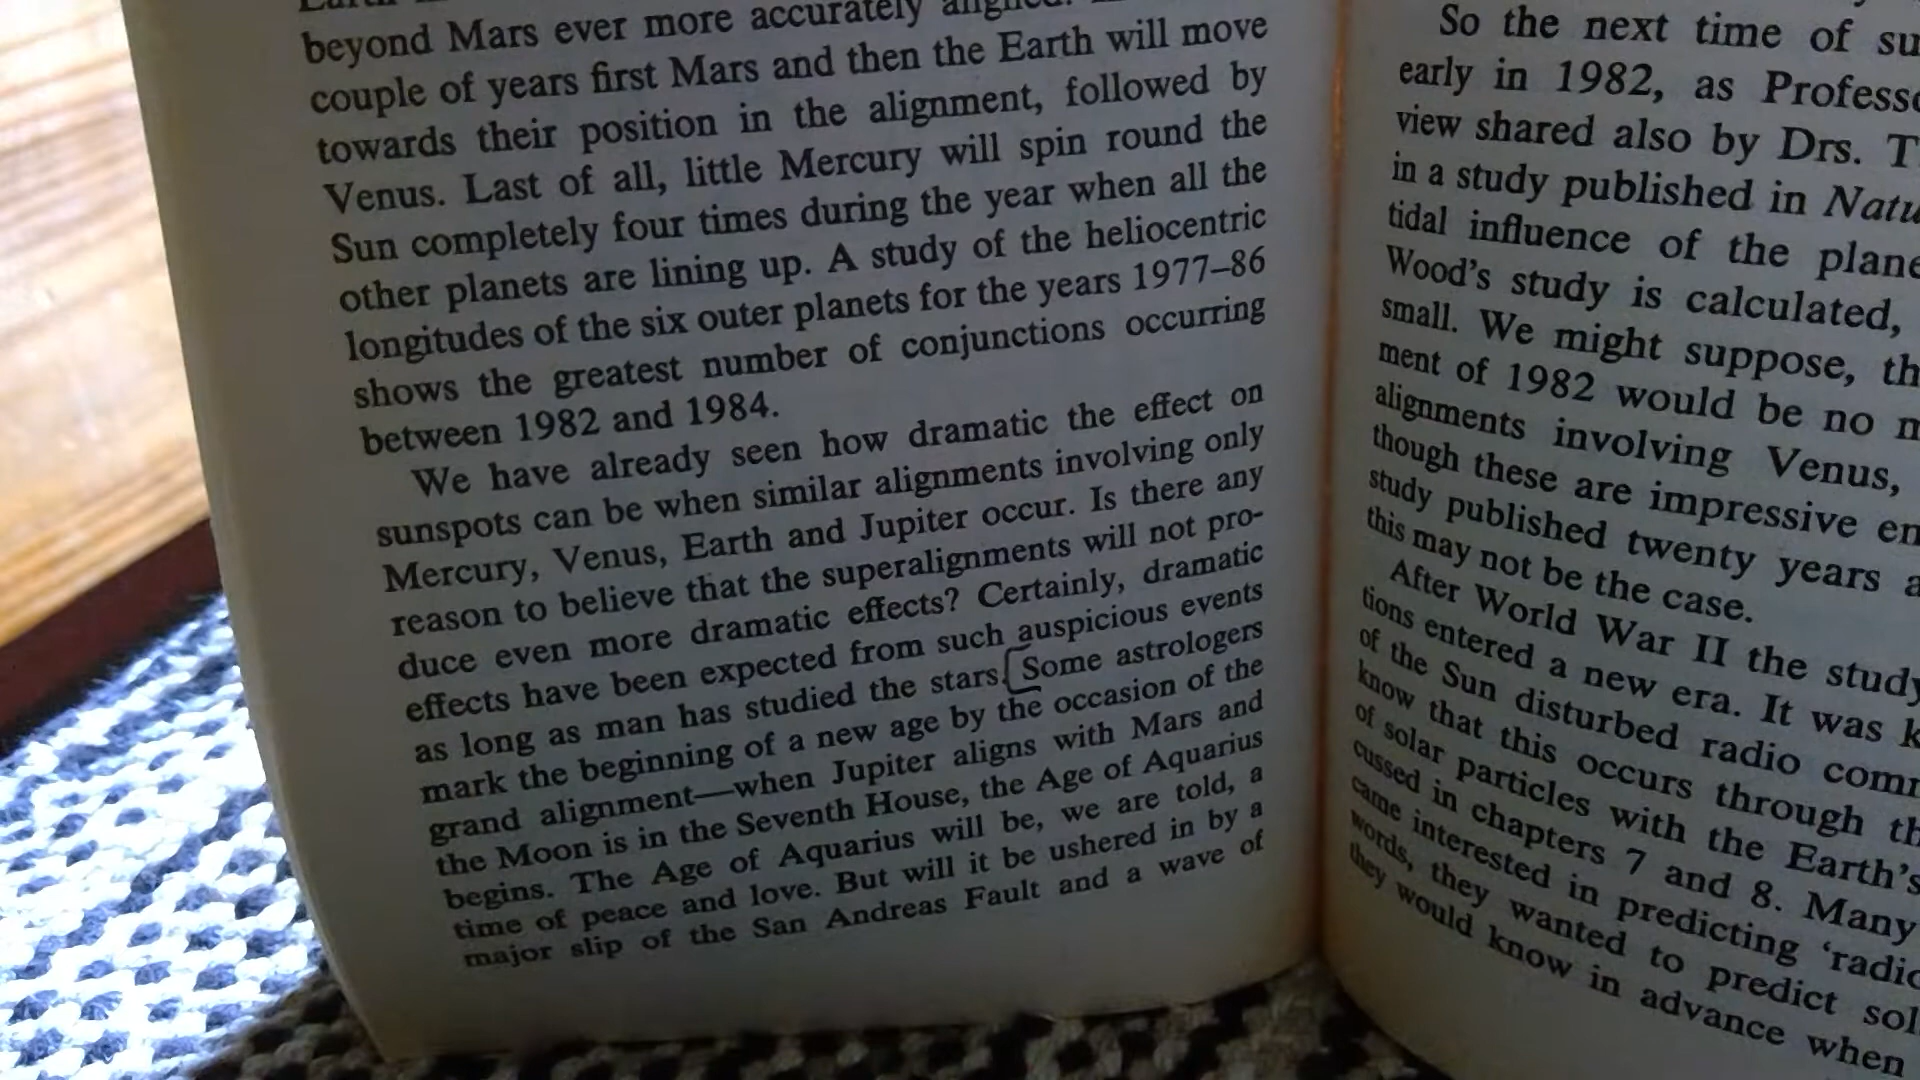 beyond Mars ever more accurately aligned.
couple of years first Mars and then the Earth will move
towards their position in the alignment, followed by
Venus. Last of all, little Mercury will spin round the
Sun completely four times during the year when all the
other planets are lining up. A study of the heliocentric
longitudes of the six outer planets for the years 1977–86
shows the greatest number of conjunctions occurring
between 1982 and 1984.
We have already seen how dramatic the effect on
sunspots can be when similar alignments involving only
Mercury, Venus, Earth and Jupiter occur. Is there any
reason to believe that the superalignments will not pro-
duce even more dramatic effects? Certainly, dramatic
effects have been expected from such auspicious events
as long as man has studied the stars. Some astrologers
mark the beginning of a new age by the occasion of the
grand alignment—when Jupiter aligns with Mars and
the Moon is in the Seventh House, the Age of Aquarius
begins. The Age of Aquarius will be, we are told, a
time of peace and love. But will it be ushered in by a
major slip of the San Andreas Fault and a wave of
So the next time of su
early in 1982, as Professo
view shared also by Drs. T
in a study published in Natu
tidal influence of the plane
Wood's study is calculated,
small. We might suppose, th
ment of 1982 would be no m
alignments involving Venus,
though these are impressive en
study published twenty years a
this may not be the case.
After World War II the study
tions entered a new era. It was k
of the Sun disturbed radio comm
know that this occurs through th
of solar particles with the Earth's
cussed in chapters 7 and 8. Many
came interested in predicting 'radio
words, they wanted to predict sol
they would know in advance when